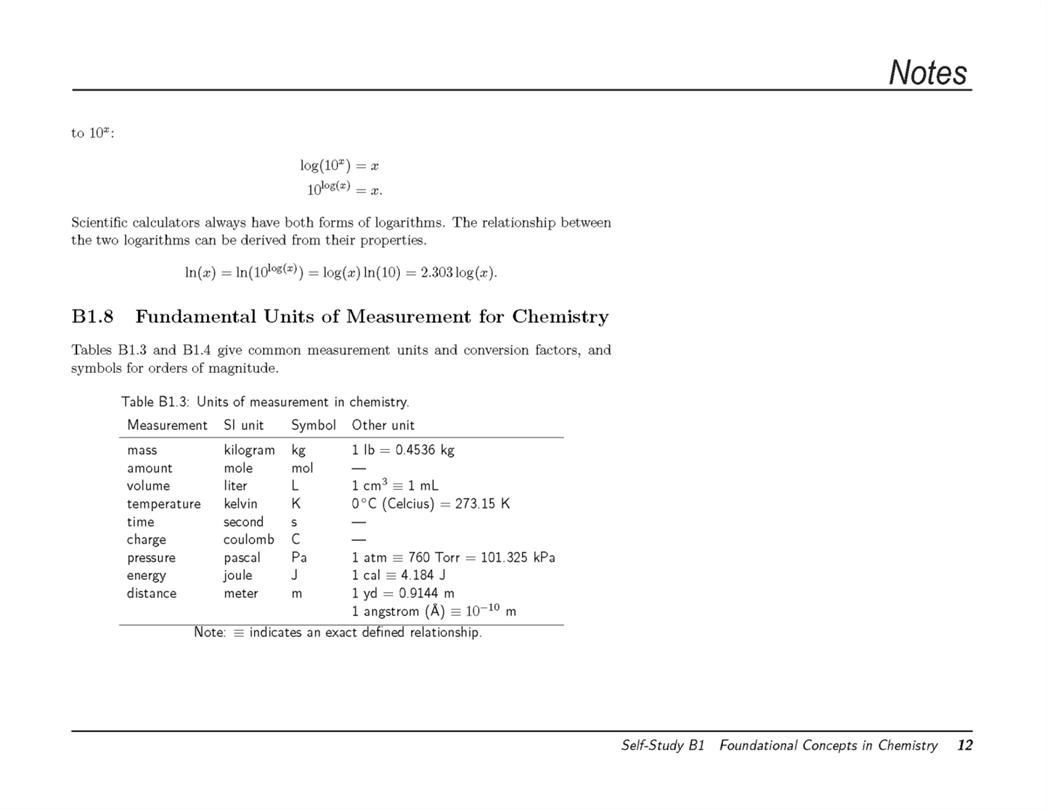 Notes
to 10ˣ:
log(10ˣ) = x
10^log(x) = x.
Scientific calculators always have both forms of logarithms. The relationship between
the two logarithms can be derived from their properties.
ln(x) = ln(10^log(x)) = log(x) ln(10) = 2.303 log(x).
B1.8 Fundamental Units of Measurement for Chemistry
Tables B1.3 and B1.4 give common measurement units and conversion factors, and
symbols for orders of magnitude.
Table B1.3: Units of measurement in chemistry.
Measurement SI unit Symbol Other unit
mass kilogram kg 1 lb = 0.4536 kg
amount mole mol —
volume liter L 1 cm³ ≡ 1 mL
temperature kelvin K 0 °C (Celcius) = 273.15 K
time second s —
charge coulomb C —
pressure pascal Pa 1 atm ≡ 760 Torr = 101.325 kPa
energy joule J 1 cal ≡ 4.184 J
distance meter m 1 yd = 0.9144 m
1 angstrom (Å) ≡ 10⁻¹⁰ m
Note: ≡ indicates an exact defined relationship.
Self-Study B1 Foundational Concepts in Chemistry 12